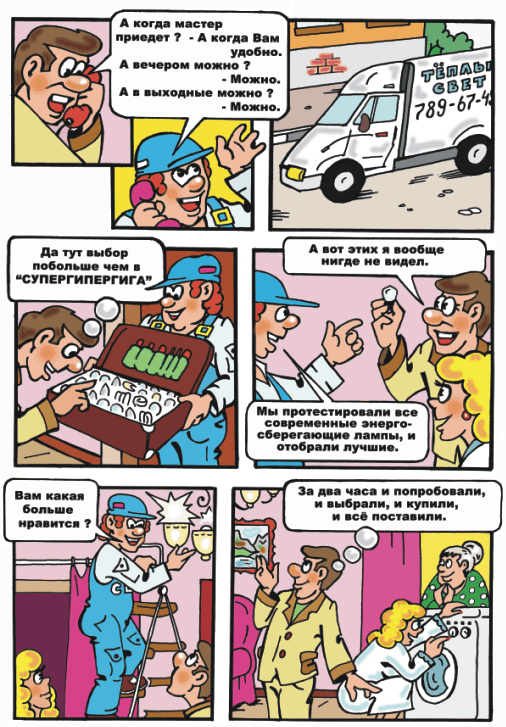 А когда мастер
приедет ? - А когда Вам
удобно.
А вечером можно ?
- Можно.
А в выходные можно ?
- Можно.
ТЁПЛЫ
СВЕТ
789-67-4
Да тут выбор
побольше чем в
“СУПЕРГИПЕРГИГА”
А вот этих я вообще
нигде не видел.
Мы протестировали все
современные энерго-
сберегающие лампы, и
отобрали лучшие.
Вам какая
больше
нравится ?
За два часа и попробовали,
и выбрали, и купили,
и всё поставили.